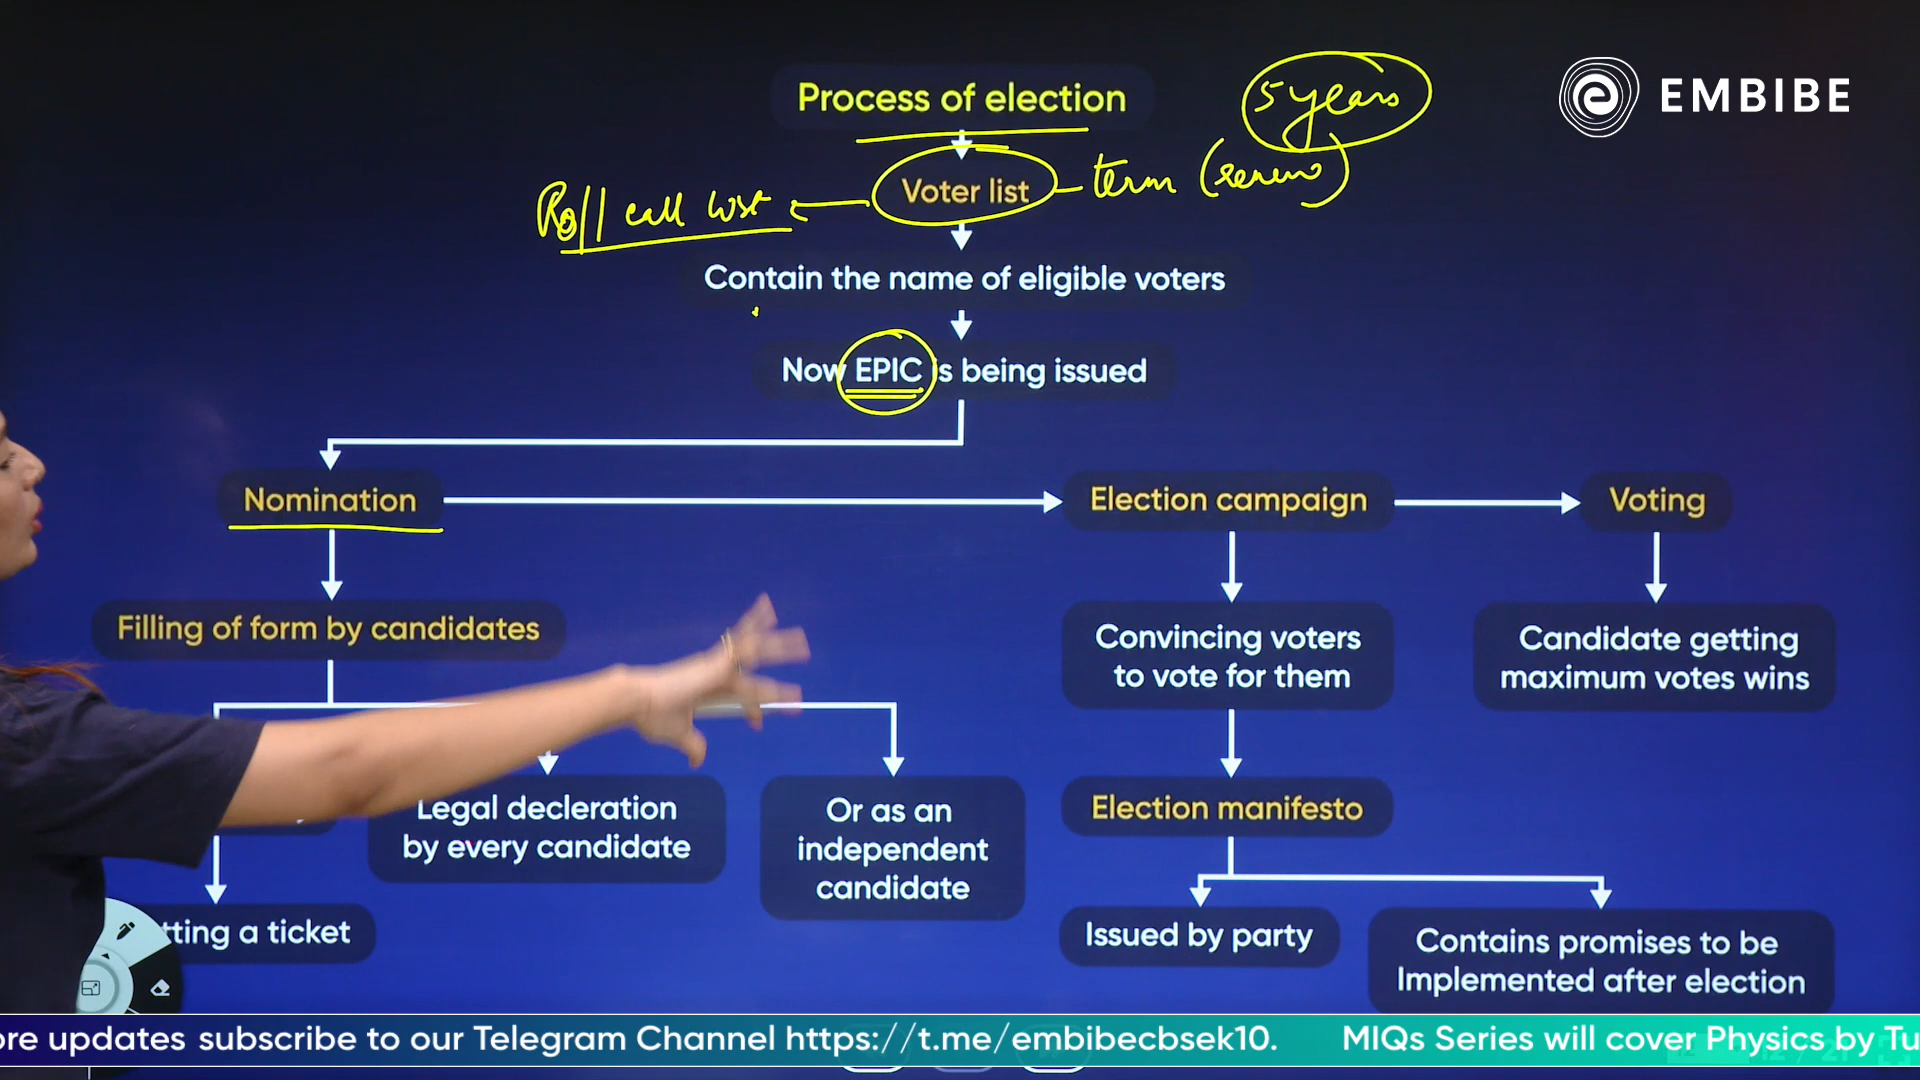 Process of election
5 years
EMBIBE
Voter list
term (renew)
Roll call list
Contain the name of eligible voters
Now EPIC is being issued
Nomination
Election campaign
Voting
Filling of form by candidates
Convincing voters
to vote for them
Candidate getting
maximum votes wins
Legal decleration
by every candidate
Or as an
independent
candidate
Election manifesto
a ticket
Issued by party
Contains promises to be
Implemented after election
updates subscribe to our Telegram Channel https://t.me/embibecbsek10. MIQs Series will cover Physics by